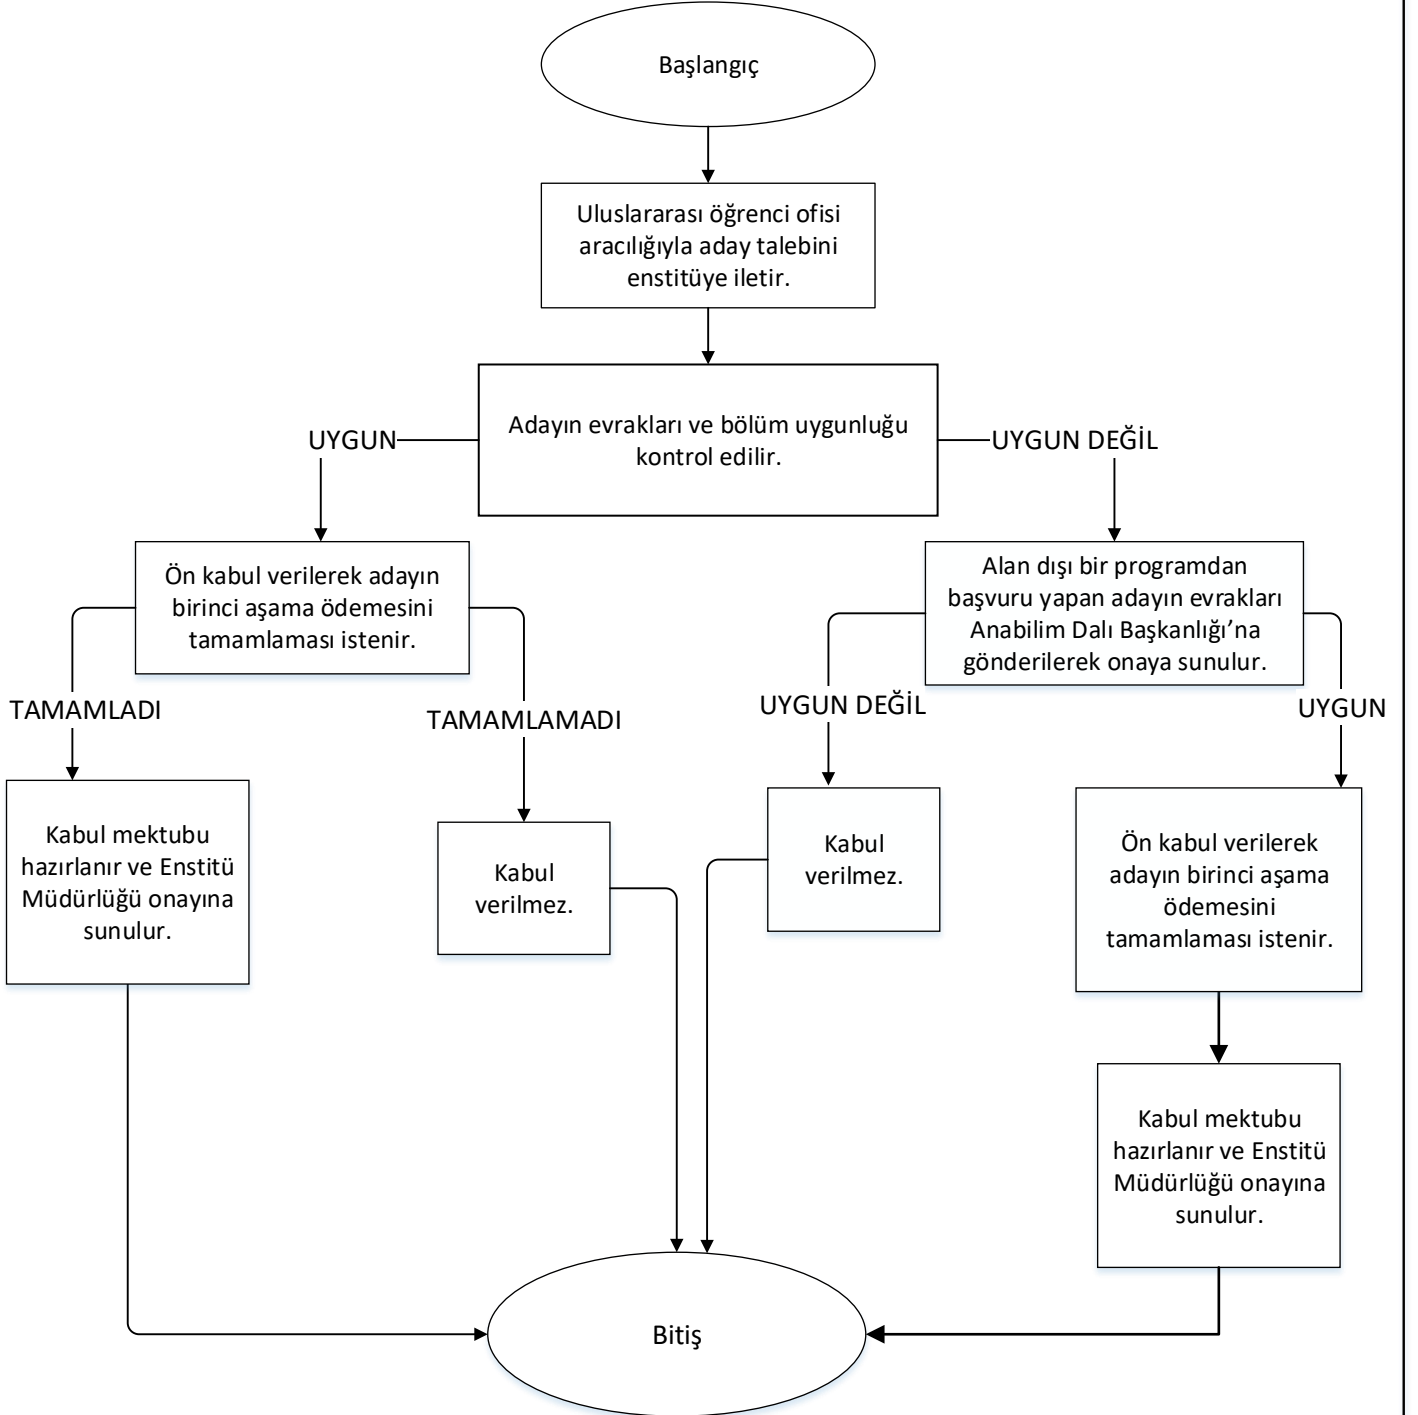 Başlangıç
Uluslararası öğrenci ofisi
aracılığıyla aday talebini
enstitüye iletir.
Adayın evrakları ve bölüm uygunluğu
kontrol edilir.
UYGUN
UYGUN DEĞİL
Ön kabul verilerek adayın
birinci aşama ödemesini
tamamlaması istenir.
Alan dışı bir programdan
başvuru yapan adayın evrakları
Anabilim Dalı Başkanlığı’na
gönderilerek onaya sunulur.
TAMAMLADI
TAMAMLAMADI
UYGUN DEĞİL
UYGUN
Kabul mektubu
hazırlanır ve Enstitü
Müdürlüğü onayına
sunulur.
Kabul
verilmez.
Kabul
verilmez.
Ön kabul verilerek
adayın birinci aşama
ödemesini
tamamlaması istenir.
Kabul mektubu
hazırlanır ve Enstitü
Müdürlüğü onayına
sunulur.
Bitiş